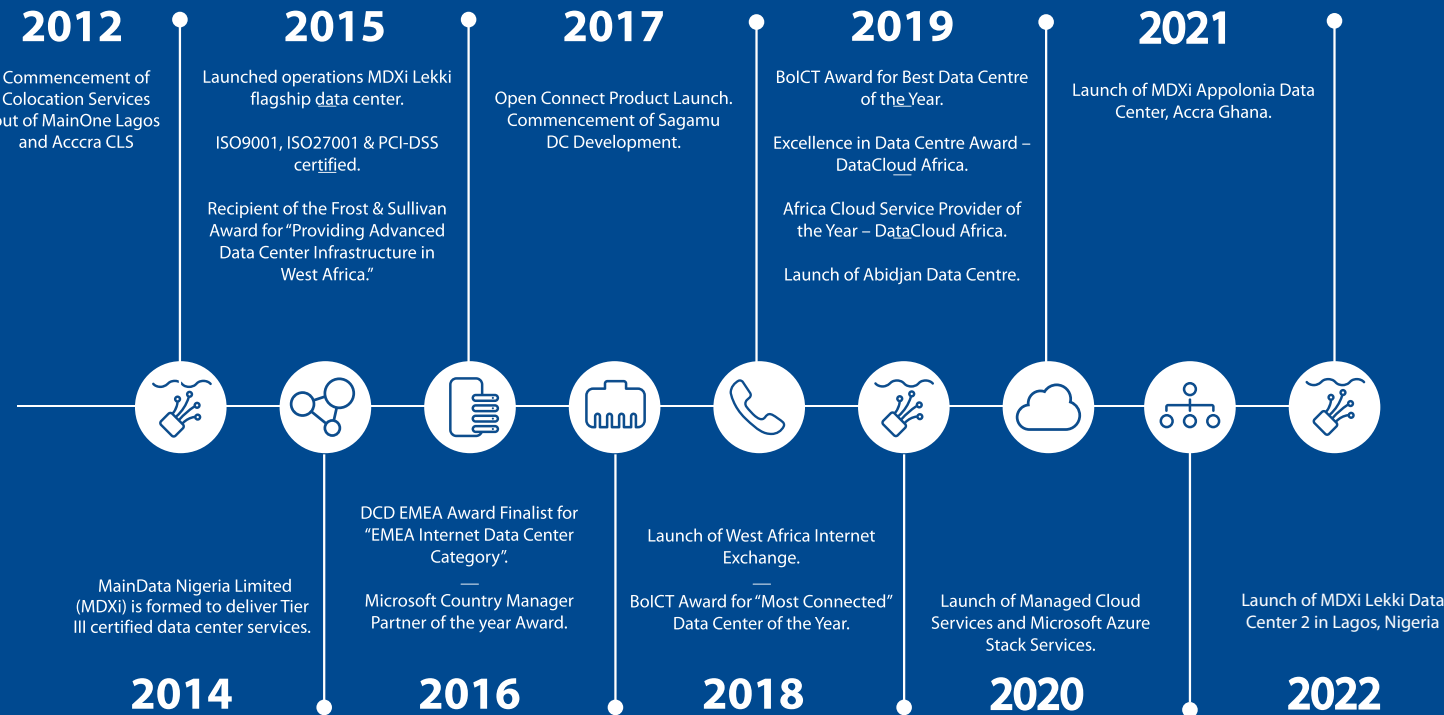 2012
Commencement of
Colocation Services
out of MainOne Lagos
and Acccra CLS
2014
MainData Nigeria Limited
(MDXi) is formed to deliver Tier
III certified data center services.
2015
Launched operations MDXi Lekki
flagship data center.
ISO9001, ISO27001 & PCI-DSS
certified.
Recipient of the Frost & Sullivan
Award for “Providing Advanced
Data Center Infrastructure in
West Africa.”
2016
DCD EMEA Award Finalist for
“EMEA Internet Data Center
Category”.
Microsoft Country Manager
Partner of the year Award.
2017
Open Connect Product Launch.
Commencement of Sagamu
DC Development.
2018
Launch of West Africa Internet
Exchange.
BoICT Award for “Most Connected”
Data Center of the Year.
2019
BoICT Award for Best Data Centre
of the Year.
Excellence in Data Centre Award –
DataCloud Africa.
Africa Cloud Service Provider of
the Year – DataCloud Africa.
Launch of Abidjan Data Centre.
2020
Launch of Managed Cloud
Services and Microsoft Azure
Stack Services.
2021
Launch of MDXi Appolonia Data
Center, Accra Ghana.
2022
Launch of MDXi Lekki Data
Center 2 in Lagos, Nigeria